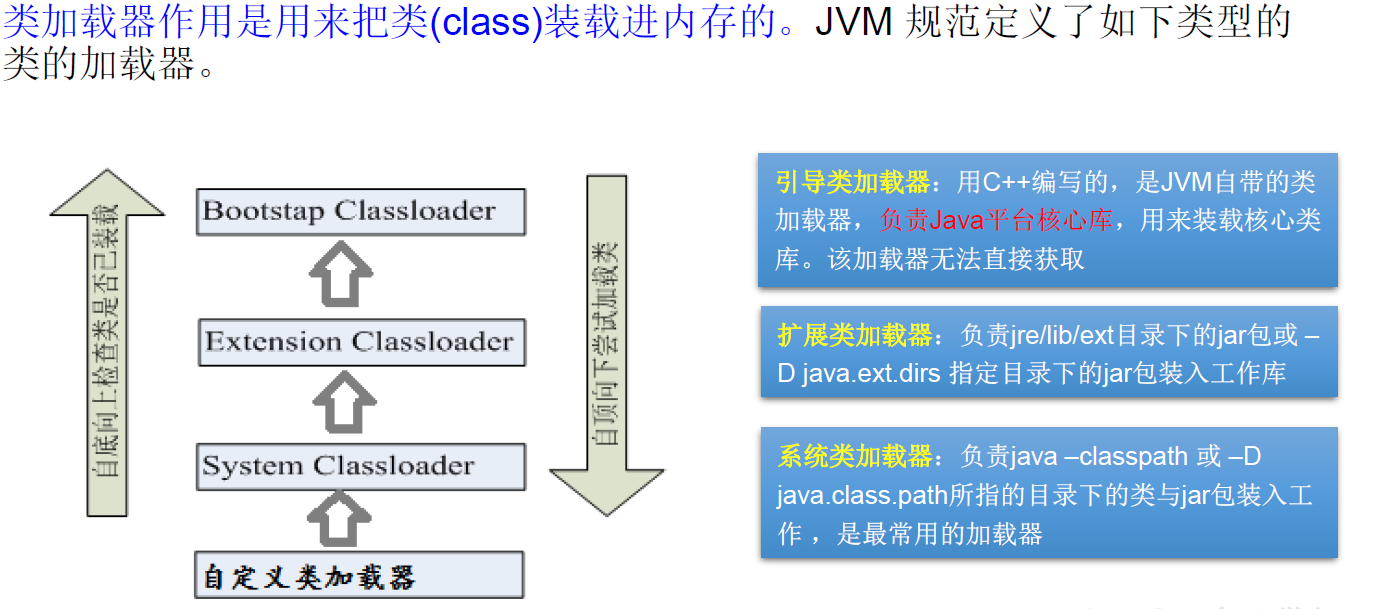 类加载器作用是用来把类(class)装载进内存的。JVM 规范定义了如下类型的
类的加载器。
自底向上检查类是否已装载
Bootstap Classloader
Extension Classloader
System Classloader
自定义类加载器
自顶向下尝试加载类
引导类加载器：用C++编写的，是JVM自带的类
加载器，负责Java平台核心库，用来装载核心类
库。该加载器无法直接获取
扩展类加载器：负责jre/lib/ext目录下的jar包或 –
D java.ext.dirs 指定目录下的jar包装入工作库
系统类加载器：负责java –classpath 或 –D
java.class.path所指的目录下的类与jar包装入工
作 ，是最常用的加载器